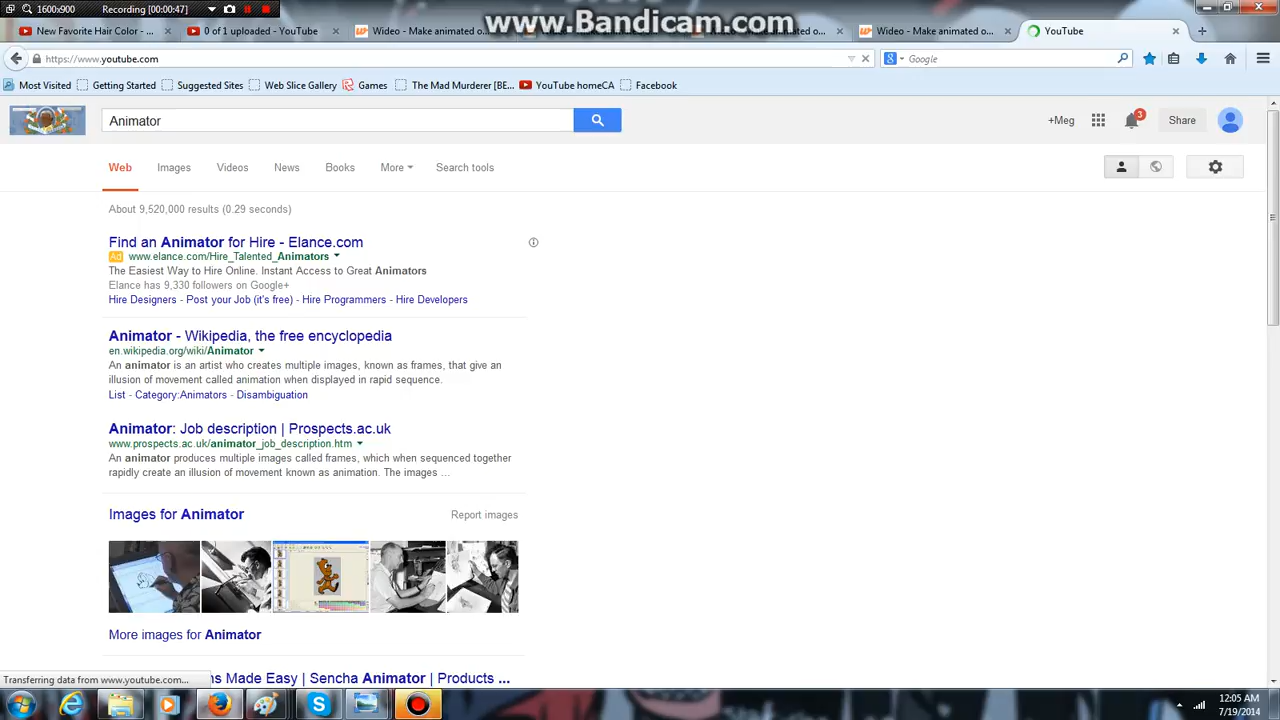 1600x900 Recording [00:00:47]
www.Bandicam.com
New Favorite Hair Color - ...
0 of 1 uploaded - YouTube
Wideo - Make animated o...
Wideo - Make animated o...
YouTube
https://www.youtube.com
Google
Most Visited Getting Started Suggested Sites Web Slice Gallery Games The Mad Murderer [BE... YouTube homeCA Facebook
Animator
+Meg 3 Share
Web Images Videos News Books More Search tools
About 9,520,000 results (0.29 seconds)
Find an Animator for Hire - Elance.com
Ad www.elance.com/Hire_Talented_Animators
The Easiest Way to Hire Online. Instant Access to Great Animators
Elance has 9,330 followers on Google+
Hire Designers - Post your Job (it's free) - Hire Programmers - Hire Developers
Animator - Wikipedia, the free encyclopedia
en.wikipedia.org/wiki/Animator
An animator is an artist who creates multiple images, known as frames, that give an
illusion of movement called animation when displayed in rapid sequence.
List - Category:Animators - Disambiguation
Animator: Job description | Prospects.ac.uk
www.prospects.ac.uk/animator_job_description.htm
An animator produces multiple images called frames, which when sequenced together
rapidly create an illusion of movement known as animation. The images ...
Images for Animator Report images
More images for Animator
ns Made Easy | Sencha Animator | Products ...
Transferring data from www.youtube.com...
12:05 AM
7/19/2014